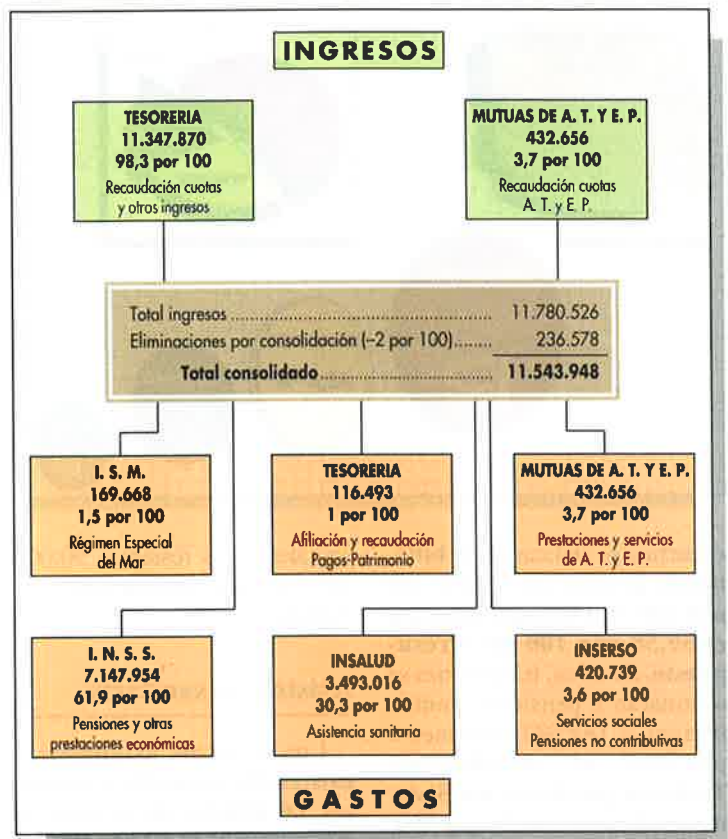 INGRESOS
TESORERIA
11.347.870
98,3 por 100
Recaudación cuotas
y otros ingresos
MUTUAS DE A. T. Y E. P.
432.656
3,7 por 100
Recaudación cuotas
A. T. y E. P.
Total ingresos ........................................................ 11.780.526
Eliminaciones por consolidación (–2 por 100)........ 236.578
Total consolidado..................................... 11.543.948
I. S. M.
169.668
1,5 por 100
Régimen Especial
del Mar
TESORERIA
116.493
1 por 100
Afiliación y recaudación
Pagos-Patrimonio
MUTUAS DE A. T. Y E. P.
432.656
3,7 por 100
Prestaciones y servicios
de A. T. y E. P.
I. N. S. S.
7.147.954
61,9 por 100
Pensiones y otras
prestaciones económicas
INSALUD
3.493.016
30,3 por 100
Asistencia sanitaria
INSERSO
420.739
3,6 por 100
Servicios sociales
Pensiones no contributivas
GASTOS